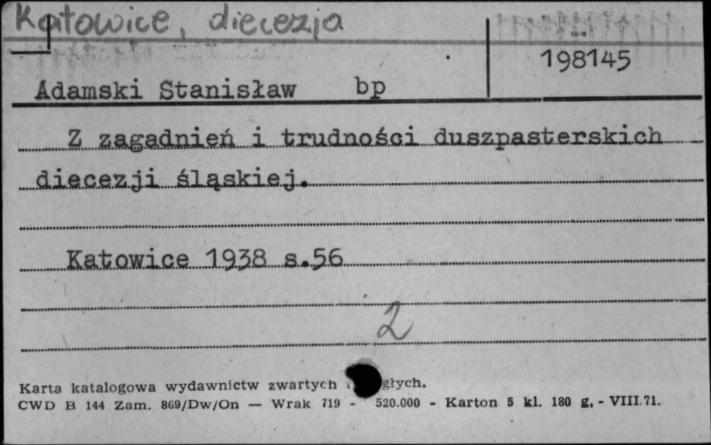 Katowice, diecezja
198145
Adamski Stanisław bp
Z zagadnień i trudności duszpasterskich
diecezji śląskiej.
Katowice 1938 s.56
2
Karta katalogowa wydawnictw zwartych głych.
CWD B 144 Zam. 869/Dw/On — Wrak 719 - 520.000 - Karton 5 kl. 180 g. - VIII.71.